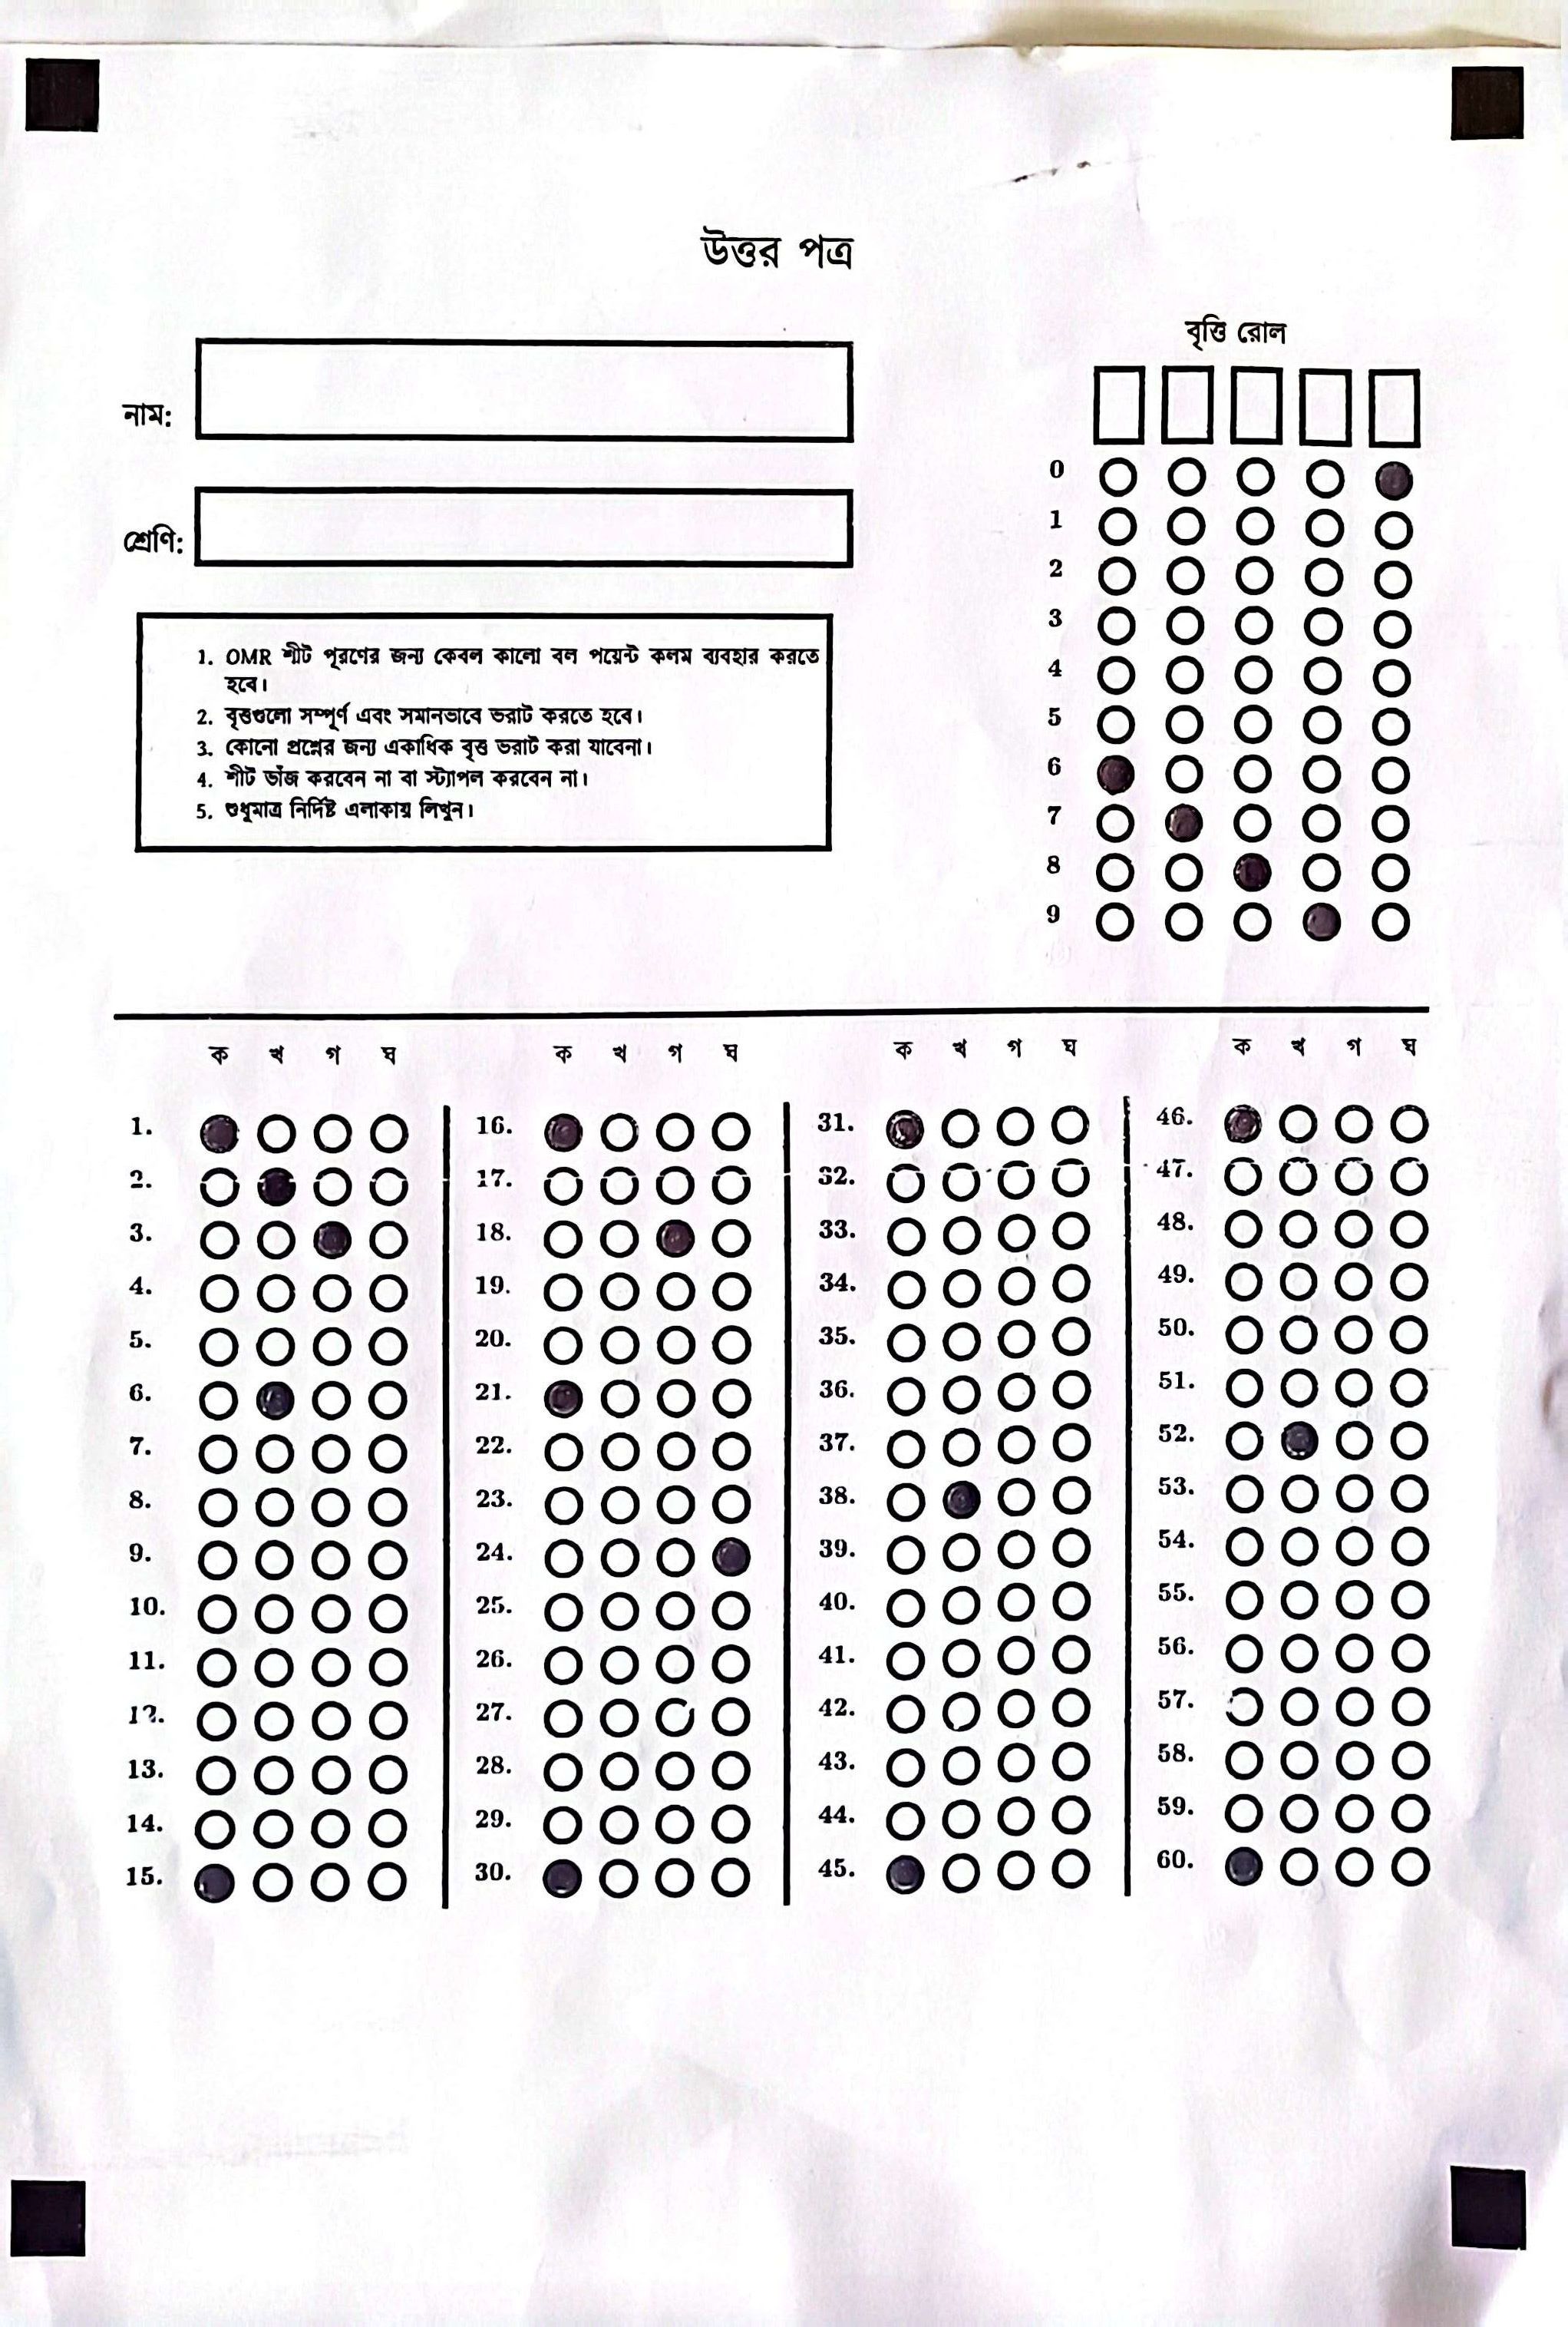 উত্তর পত্র
বৃত্তি রোল
নাম:
শ্রেণি:
0
1
2
3
4
5
6
7
8
9
1. OMR শীট পূরণের জন্য কেবল কালো বল পয়েন্ট কলম ব্যবহার করতে
হবে।
2. বৃত্তগুলো সম্পূর্ণ এবং সমানভাবে ভরাট করতে হবে।
3. কোনো প্রশ্নের জন্য একাধিক বৃত্ত ভরাট করা যাবেনা।
4. শীট ভাঁজ করবেন না বা স্ট্যাপল করবেন না।
5. শুধুমাত্র নির্দিষ্ট এলাকায় লিখুন।
ক খ গ ঘ ক খ গ ঘ ক খ গ ঘ ক খ গ ঘ
1. 16. 31. 46.
2. 17. 32. 47.
3. 18. 33. 48.
4. 19. 34. 49.
5. 20. 35. 50.
6. 21. 36. 51.
7. 22. 37. 52.
8. 23. 38. 53.
9. 24. 39. 54.
10. 25. 40. 55.
11. 26. 41. 56.
12. 27. 42. 57.
13. 28. 43. 58.
14. 29. 44. 59.
15. 30. 45. 60.